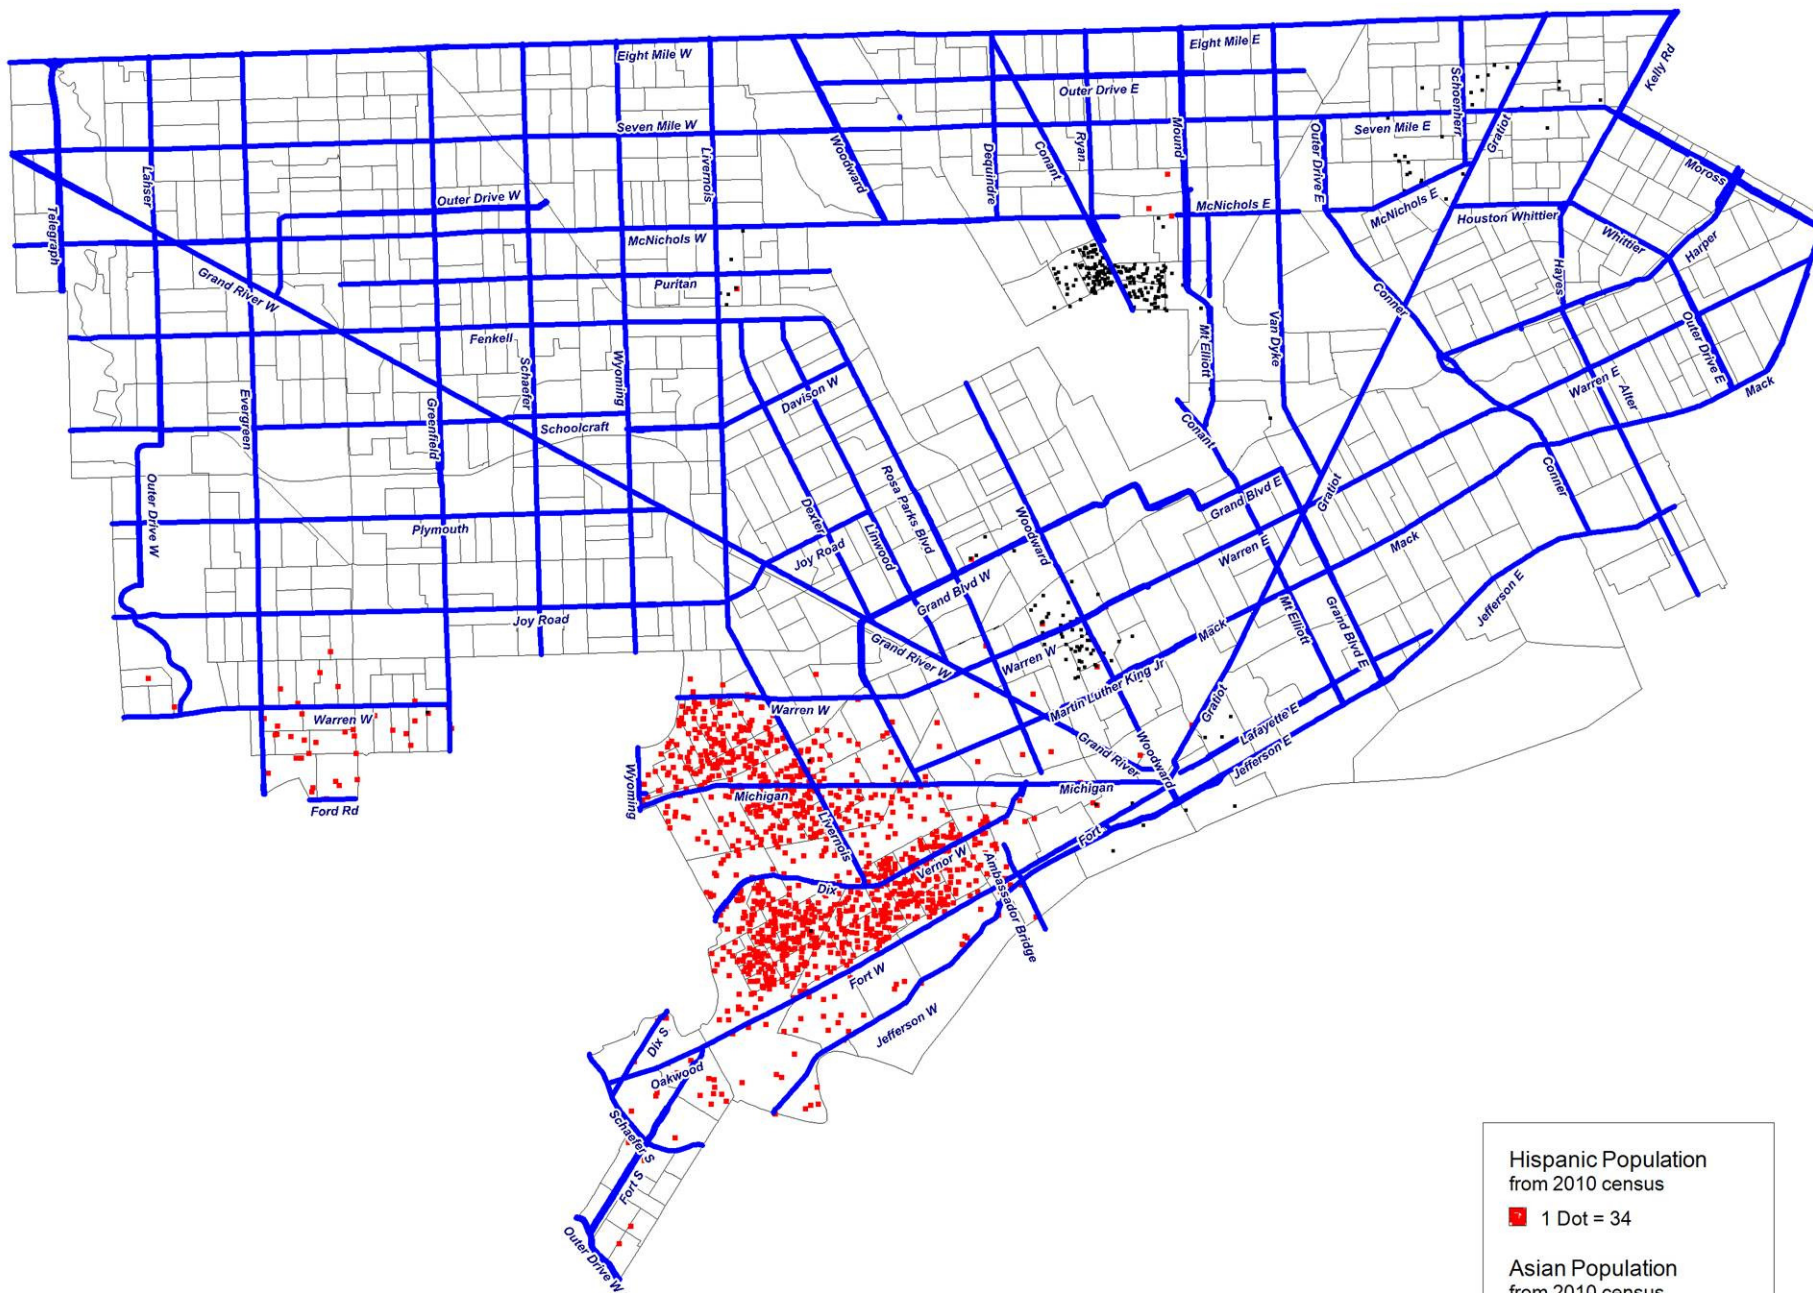 Eight Mile W
Eight Mile E
Outer Drive E
Kelly Rd
Schoenherr
Gratiot
Seven Mile W
Seven Mile E
Livernois
Woodward
Dequindre
Conant
Ryan
Mound
Outer Drive E
Lahser
Moross
Telegraph
Outer Drive W
McNichols E
McNichols E
Houston Whittier
Whittier
Harper
McNichols W
Grand River W
Puritan
Hayes
Conner
Fenkell
Mt Elliott
Van Dyke
Outer Drive E
Schaefer
Wyoming
Evergreen
Greenfield
Davison W
Warren E
Alter
Mack
Schoolcraft
Conant
Conner
Outer Drive W
Rosa Parks Blvd
Grand Blvd E
Gratiot
Plymouth
Dexter
Linwood
Woodward
Joy Road
Warren E
Mack
Grand Blvd W
Joy Road
Mt Elliott
Grand Blvd E
Jefferson E
Grand River W
Warren W
Mack
Martin Luther King Jr
Warren W
Warren W
Gratiot
Lafayette E
Jefferson E
Grand River
Woodward
Wyoming
Michigan
Michigan
Ford Rd
Livernois
Fort
Vernor W
Dix
Ambassador Bridge
Fort W
Jefferson W
Dix S
Oakwood
Schaefer S
Fort S
Outer Drive W
Hispanic Population
from 2010 census
1 Dot = 34
Asian Population
from 2010 census